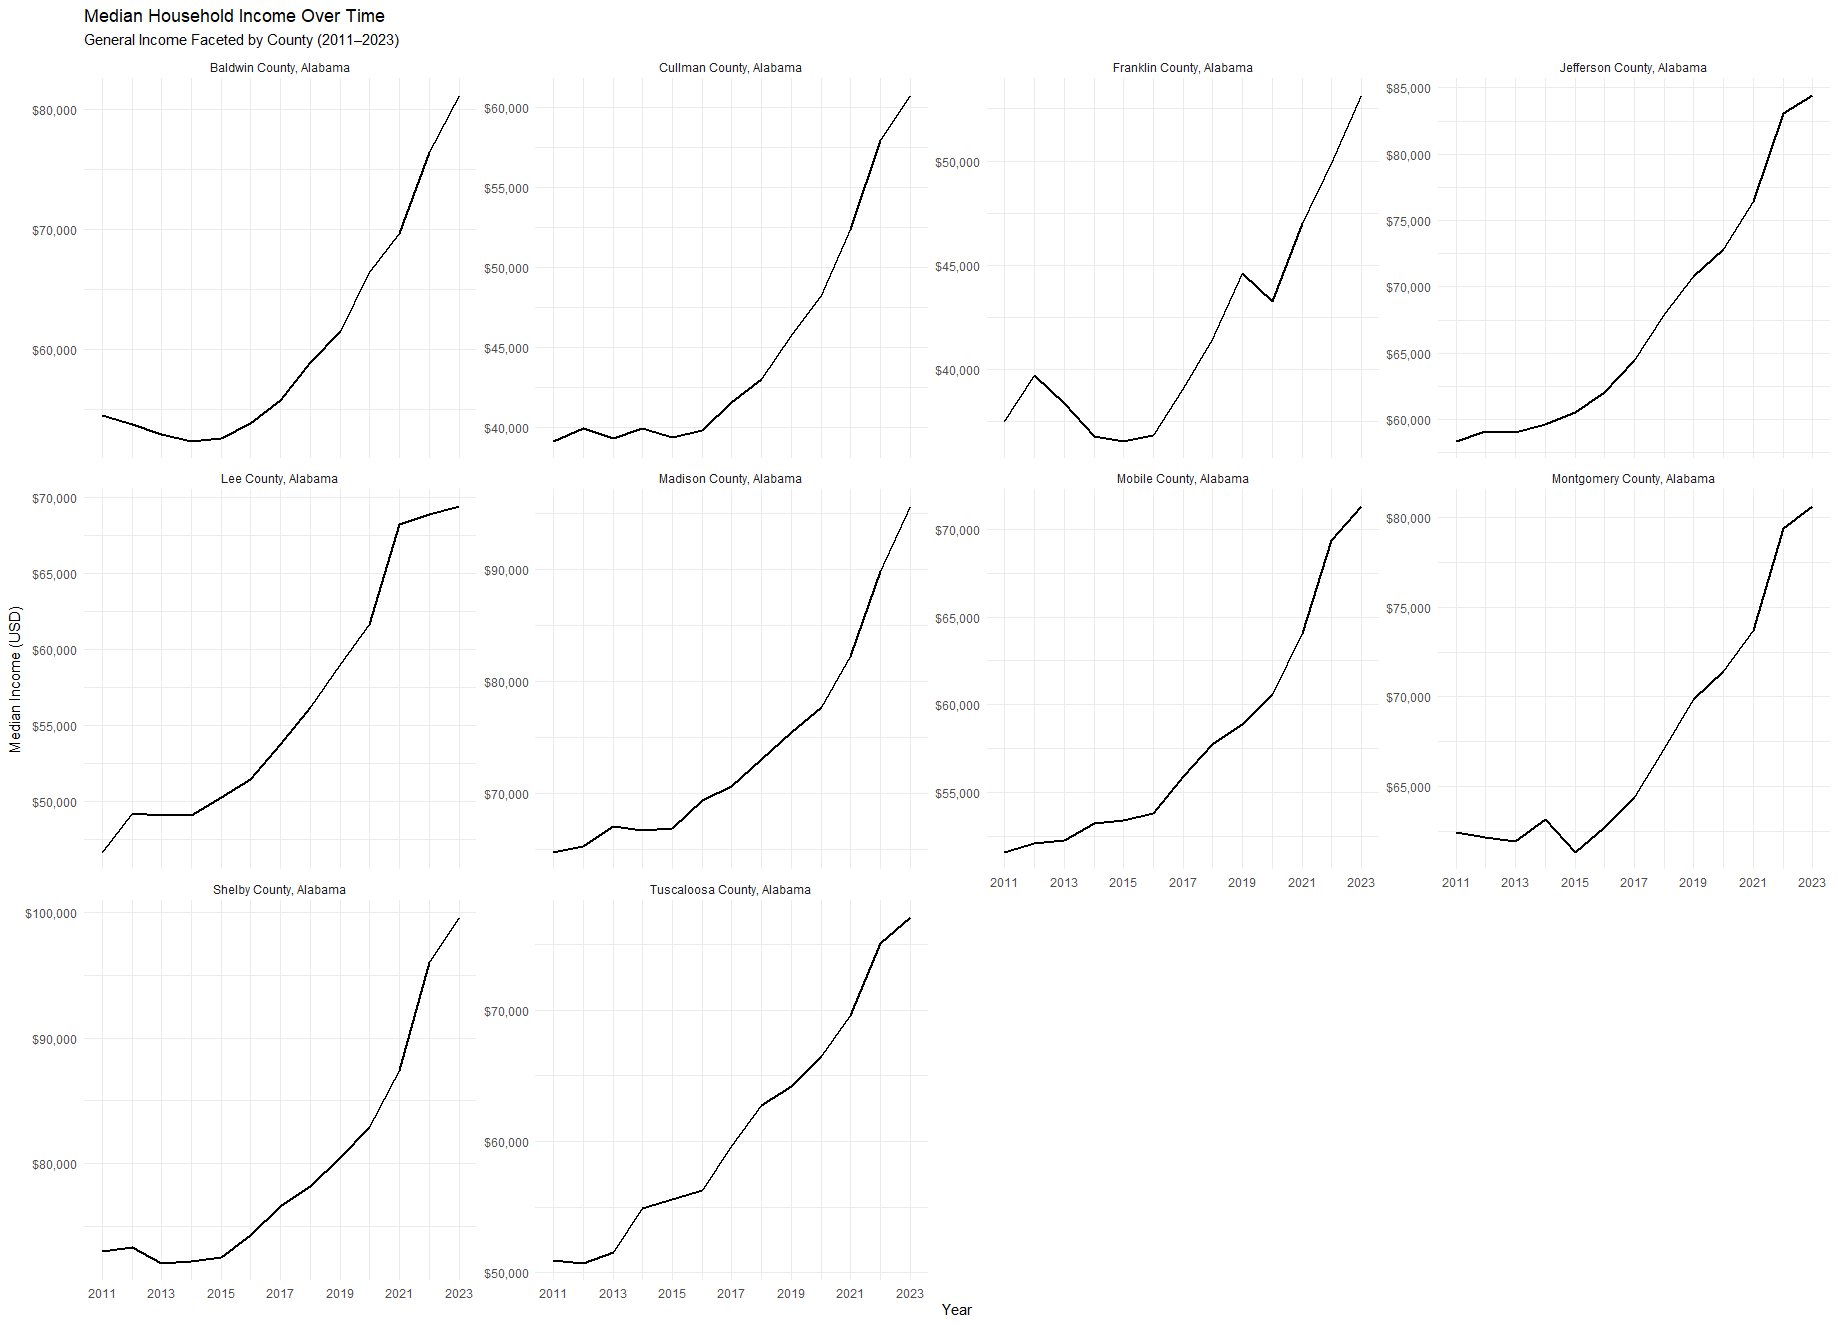 Median Household Income Over Time
General Income Faceted by County (2011–2023)
Baldwin County, Alabama
$80,000
$70,000
$60,000
Cullman County, Alabama
$60,000
$55,000
$50,000
$45,000
$40,000
Franklin County, Alabama
$50,000
$45,000
$40,000
Jefferson County, Alabama
$85,000
$80,000
$75,000
$70,000
$65,000
$60,000
Median Income (USD)
Lee County, Alabama
$70,000
$65,000
$60,000
$55,000
$50,000
Madison County, Alabama
$90,000
$80,000
$70,000
Mobile County, Alabama
$70,000
$65,000
$60,000
$55,000
2011 2013 2015 2017 2019 2021 2023
Montgomery County, Alabama
$80,000
$75,000
$70,000
$65,000
2011 2013 2015 2017 2019 2021 2023
Shelby County, Alabama
$100,000
$90,000
$80,000
2011 2013 2015 2017 2019 2021 2023
Tuscaloosa County, Alabama
$70,000
$60,000
$50,000
2011 2013 2015 2017 2019 2021 2023
Year